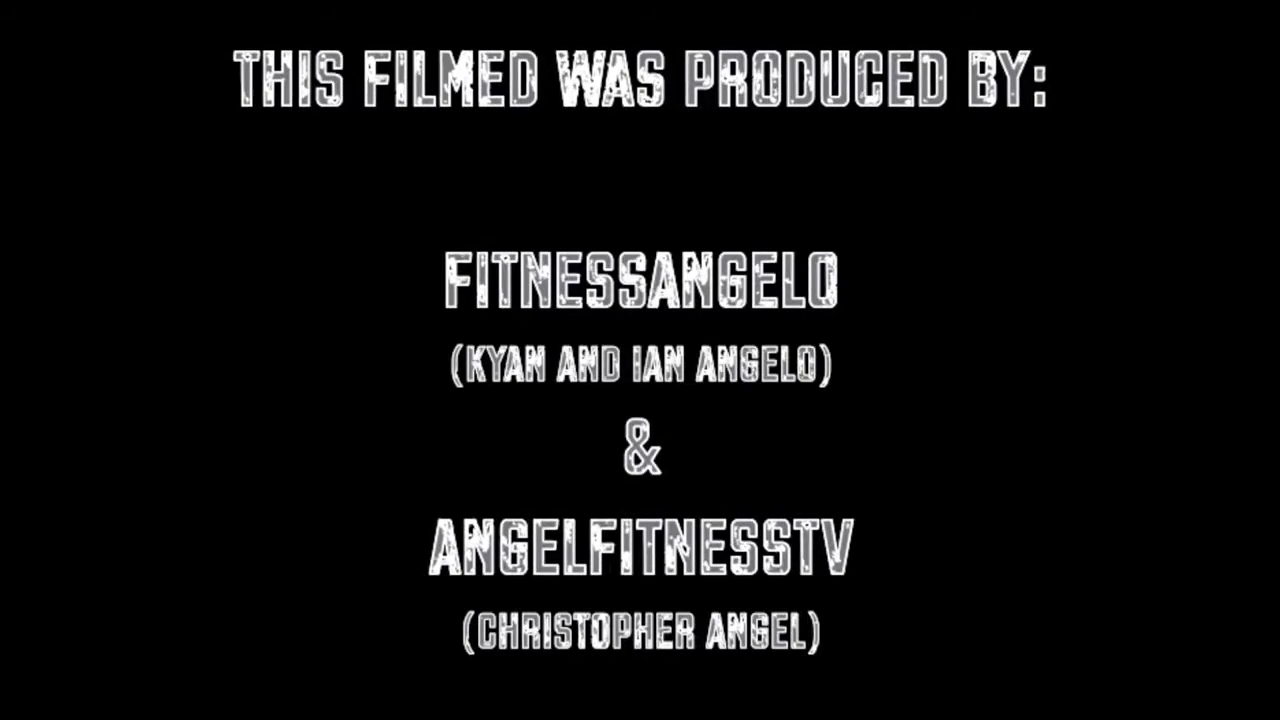 THIS FILMED WAS PRODUCED BY:
FITNESSANGELO
(KYAN AND IAN ANGELO)
&
ANGELFITNESSTV
(CHRISTOPHER ANGEL)